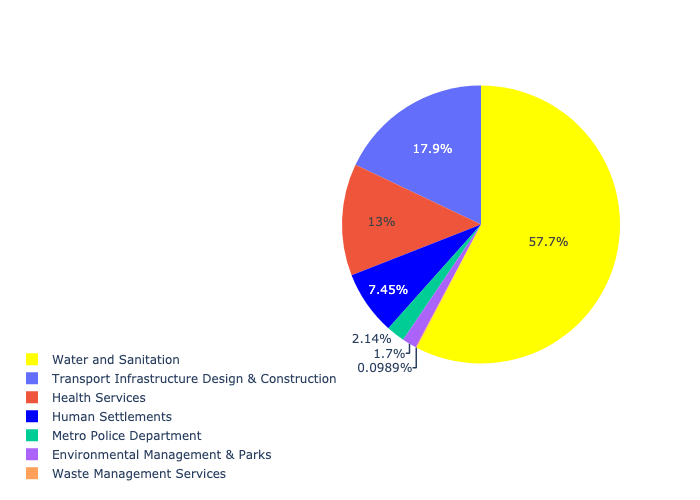 17.9%
13%
57.7%
7.45%
2.14%
1.7%
0.0989%
Water and Sanitation
Transport Infrastructure Design & Construction
Health Services
Human Settlements
Metro Police Department
Environmental Management & Parks
Waste Management Services